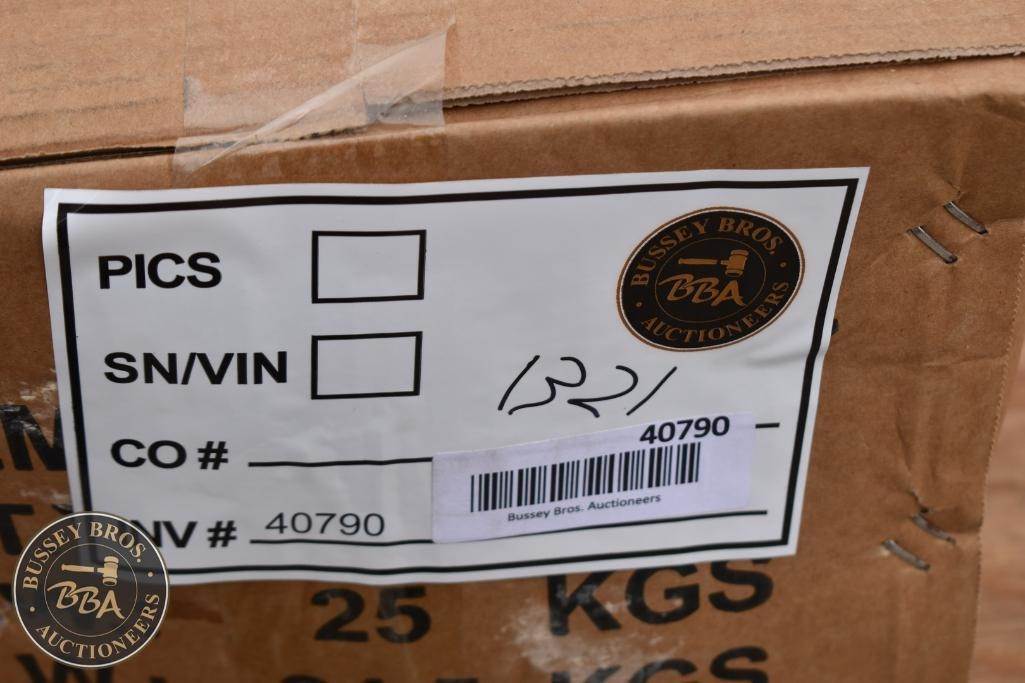 PICS
BUSSEY BROS.
BBA
AUCTIONEERS
SN/VIN
1321
CO #
40790
Bussey Bros. Auctioneers
NV # 40790
BUSSEY BROS.
BBA
AUCTIONEERS
25 KGS
KGS